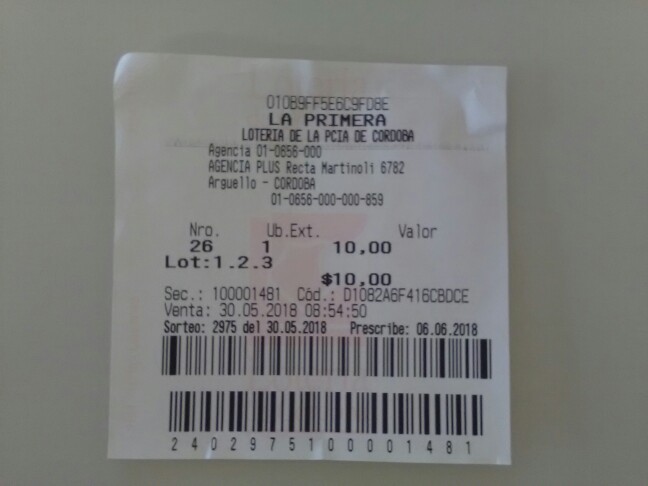 010B9FF5E6C9FD8E
LA PRIMERA
LOTERIA DE LA PCIA DE CORDOBA
Agencia 01-0656-000
AGENCIA PLUS Recta Martinoli 6782
Arguello - CORDOBA
01-0656-000-000-859
Nro. Ub.Ext. Valor
26 1 10,00
Lot:1.2.3
$10,00
Sec.: 100001481 Cód.: D1082A6F416CBDCE
Venta: 30.05.2018 08:54:50
Sorteo: 2975 del 30.05.2018 Prescribe: 06.06.2018
2402975100001481